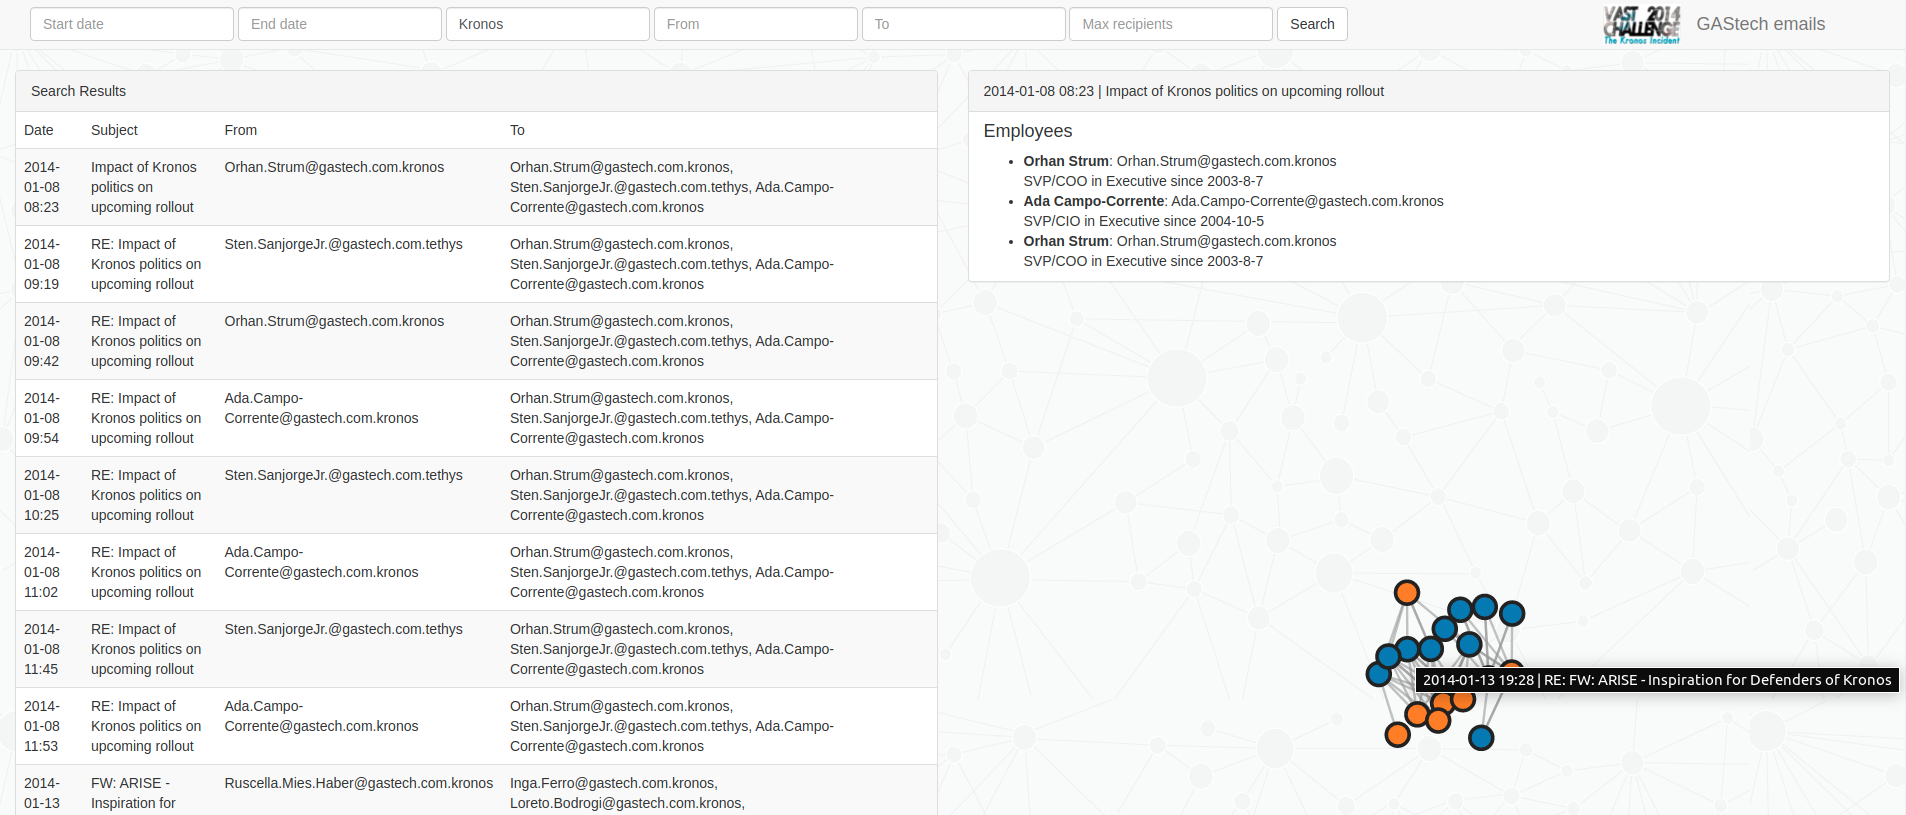 Start date End date Kronos From To Max recipients Search VAST 2014 CHALLENGE The Kronos Incident GAStech emails
Search Results
Date Subject From To
2014-01-08 08:23 Impact of Kronos politics on upcoming rollout Orhan.Strum@gastech.com.kronos Orhan.Strum@gastech.com.kronos, Sten.SanjorgeJr.@gastech.com.tethys, Ada.Campo-Corrente@gastech.com.kronos
2014-01-08 09:19 RE: Impact of Kronos politics on upcoming rollout Sten.SanjorgeJr.@gastech.com.tethys Orhan.Strum@gastech.com.kronos, Sten.SanjorgeJr.@gastech.com.tethys, Ada.Campo-Corrente@gastech.com.kronos
2014-01-08 09:42 RE: Impact of Kronos politics on upcoming rollout Orhan.Strum@gastech.com.kronos Orhan.Strum@gastech.com.kronos, Sten.SanjorgeJr.@gastech.com.tethys, Ada.Campo-Corrente@gastech.com.kronos
2014-01-08 09:54 RE: Impact of Kronos politics on upcoming rollout Ada.Campo-Corrente@gastech.com.kronos Orhan.Strum@gastech.com.kronos, Sten.SanjorgeJr.@gastech.com.tethys, Ada.Campo-Corrente@gastech.com.kronos
2014-01-08 10:25 RE: Impact of Kronos politics on upcoming rollout Sten.SanjorgeJr.@gastech.com.tethys Orhan.Strum@gastech.com.kronos, Sten.SanjorgeJr.@gastech.com.tethys, Ada.Campo-Corrente@gastech.com.kronos
2014-01-08 11:02 RE: Impact of Kronos politics on upcoming rollout Ada.Campo-Corrente@gastech.com.kronos Orhan.Strum@gastech.com.kronos, Sten.SanjorgeJr.@gastech.com.tethys, Ada.Campo-Corrente@gastech.com.kronos
2014-01-08 11:45 RE: Impact of Kronos politics on upcoming rollout Sten.SanjorgeJr.@gastech.com.tethys Orhan.Strum@gastech.com.kronos, Sten.SanjorgeJr.@gastech.com.tethys, Ada.Campo-Corrente@gastech.com.kronos
2014-01-08 11:53 RE: Impact of Kronos politics on upcoming rollout Ada.Campo-Corrente@gastech.com.kronos Orhan.Strum@gastech.com.kronos, Sten.SanjorgeJr.@gastech.com.tethys, Ada.Campo-Corrente@gastech.com.kronos
2014-01-13 FW: ARISE - Inspiration for Ruscella.Mies.Haber@gastech.com.kronos Inga.Ferro@gastech.com.kronos, Loreto.Bodrogi@gastech.com.kronos,
2014-01-08 08:23 | Impact of Kronos politics on upcoming rollout
Employees
• Orhan Strum: Orhan.Strum@gastech.com.kronos
SVP/COO in Executive since 2003-8-7
• Ada Campo-Corrente: Ada.Campo-Corrente@gastech.com.kronos
SVP/CIO in Executive since 2004-10-5
• Orhan Strum: Orhan.Strum@gastech.com.kronos
SVP/COO in Executive since 2003-8-7
2014-01-13 19:28 | RE: FW: ARISE - Inspiration for Defenders of Kronos